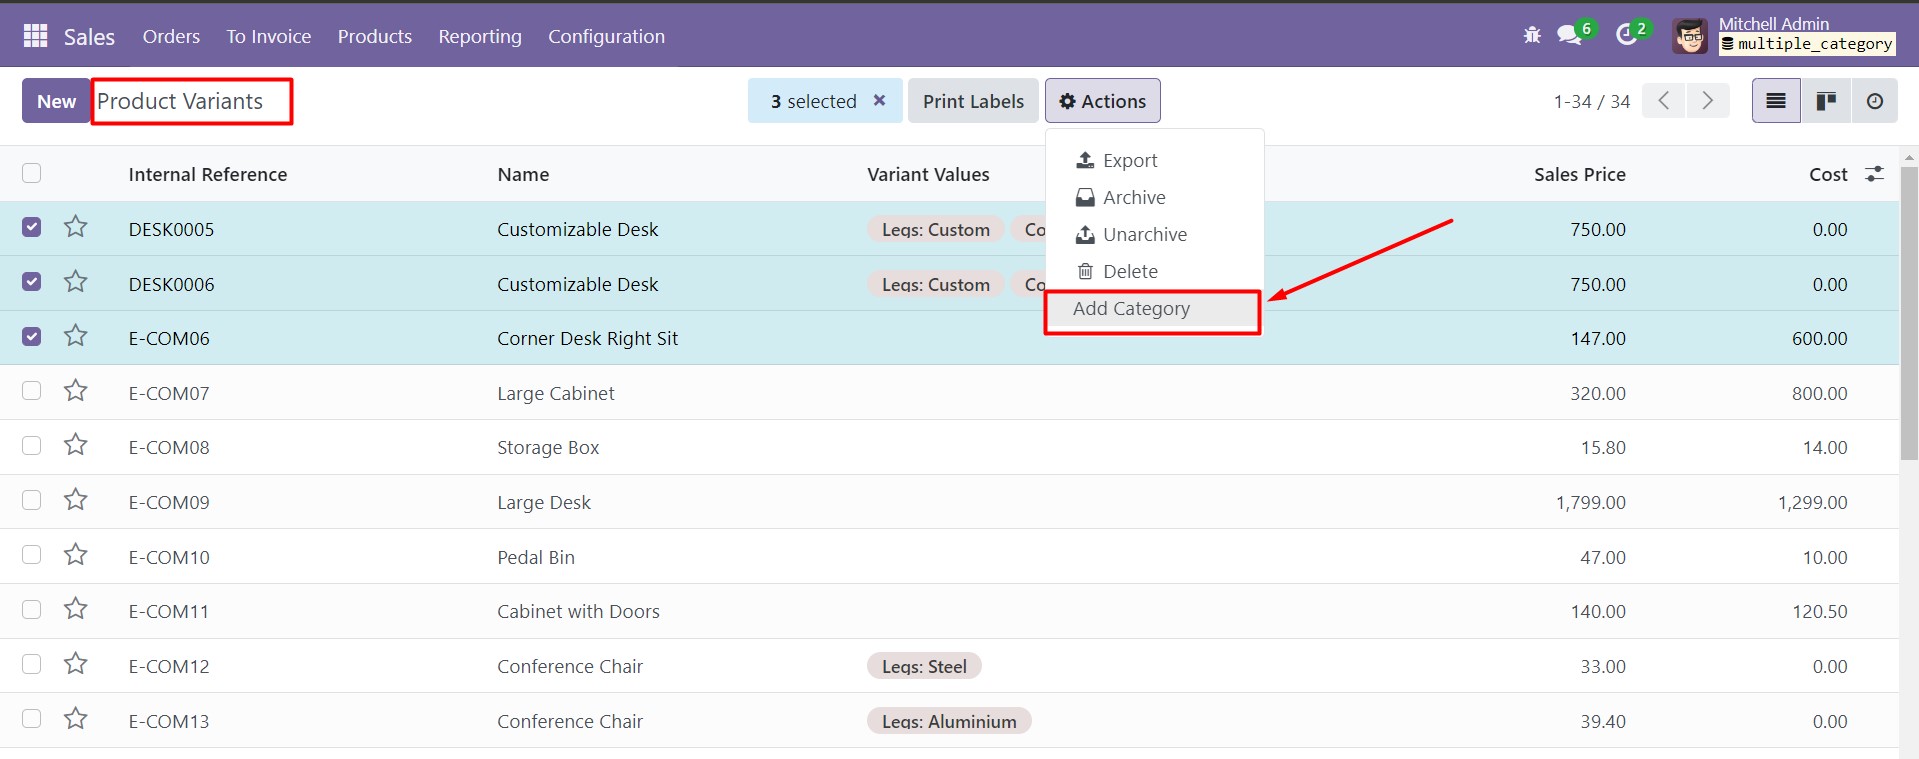 Sales Orders To Invoice Products Reporting Configuration 6 2 Mitchell Admin
multiple_category
New Product Variants 3 selected × Print Labels Actions 1-34 / 34
Export
Archive
Unarchive
Delete
Add Category
Internal Reference Name Variant Values Sales Price Cost
DESK0005 Customizable Desk Legs: Custom Co 750.00 0.00
DESK0006 Customizable Desk Legs: Custom Co 750.00 0.00
E-COM06 Corner Desk Right Sit 147.00 600.00
E-COM07 Large Cabinet 320.00 800.00
E-COM08 Storage Box 15.80 14.00
E-COM09 Large Desk 1,799.00 1,299.00
E-COM10 Pedal Bin 47.00 10.00
E-COM11 Cabinet with Doors 140.00 120.50
E-COM12 Conference Chair Legs: Steel 33.00 0.00
E-COM13 Conference Chair Legs: Aluminium 39.40 0.00